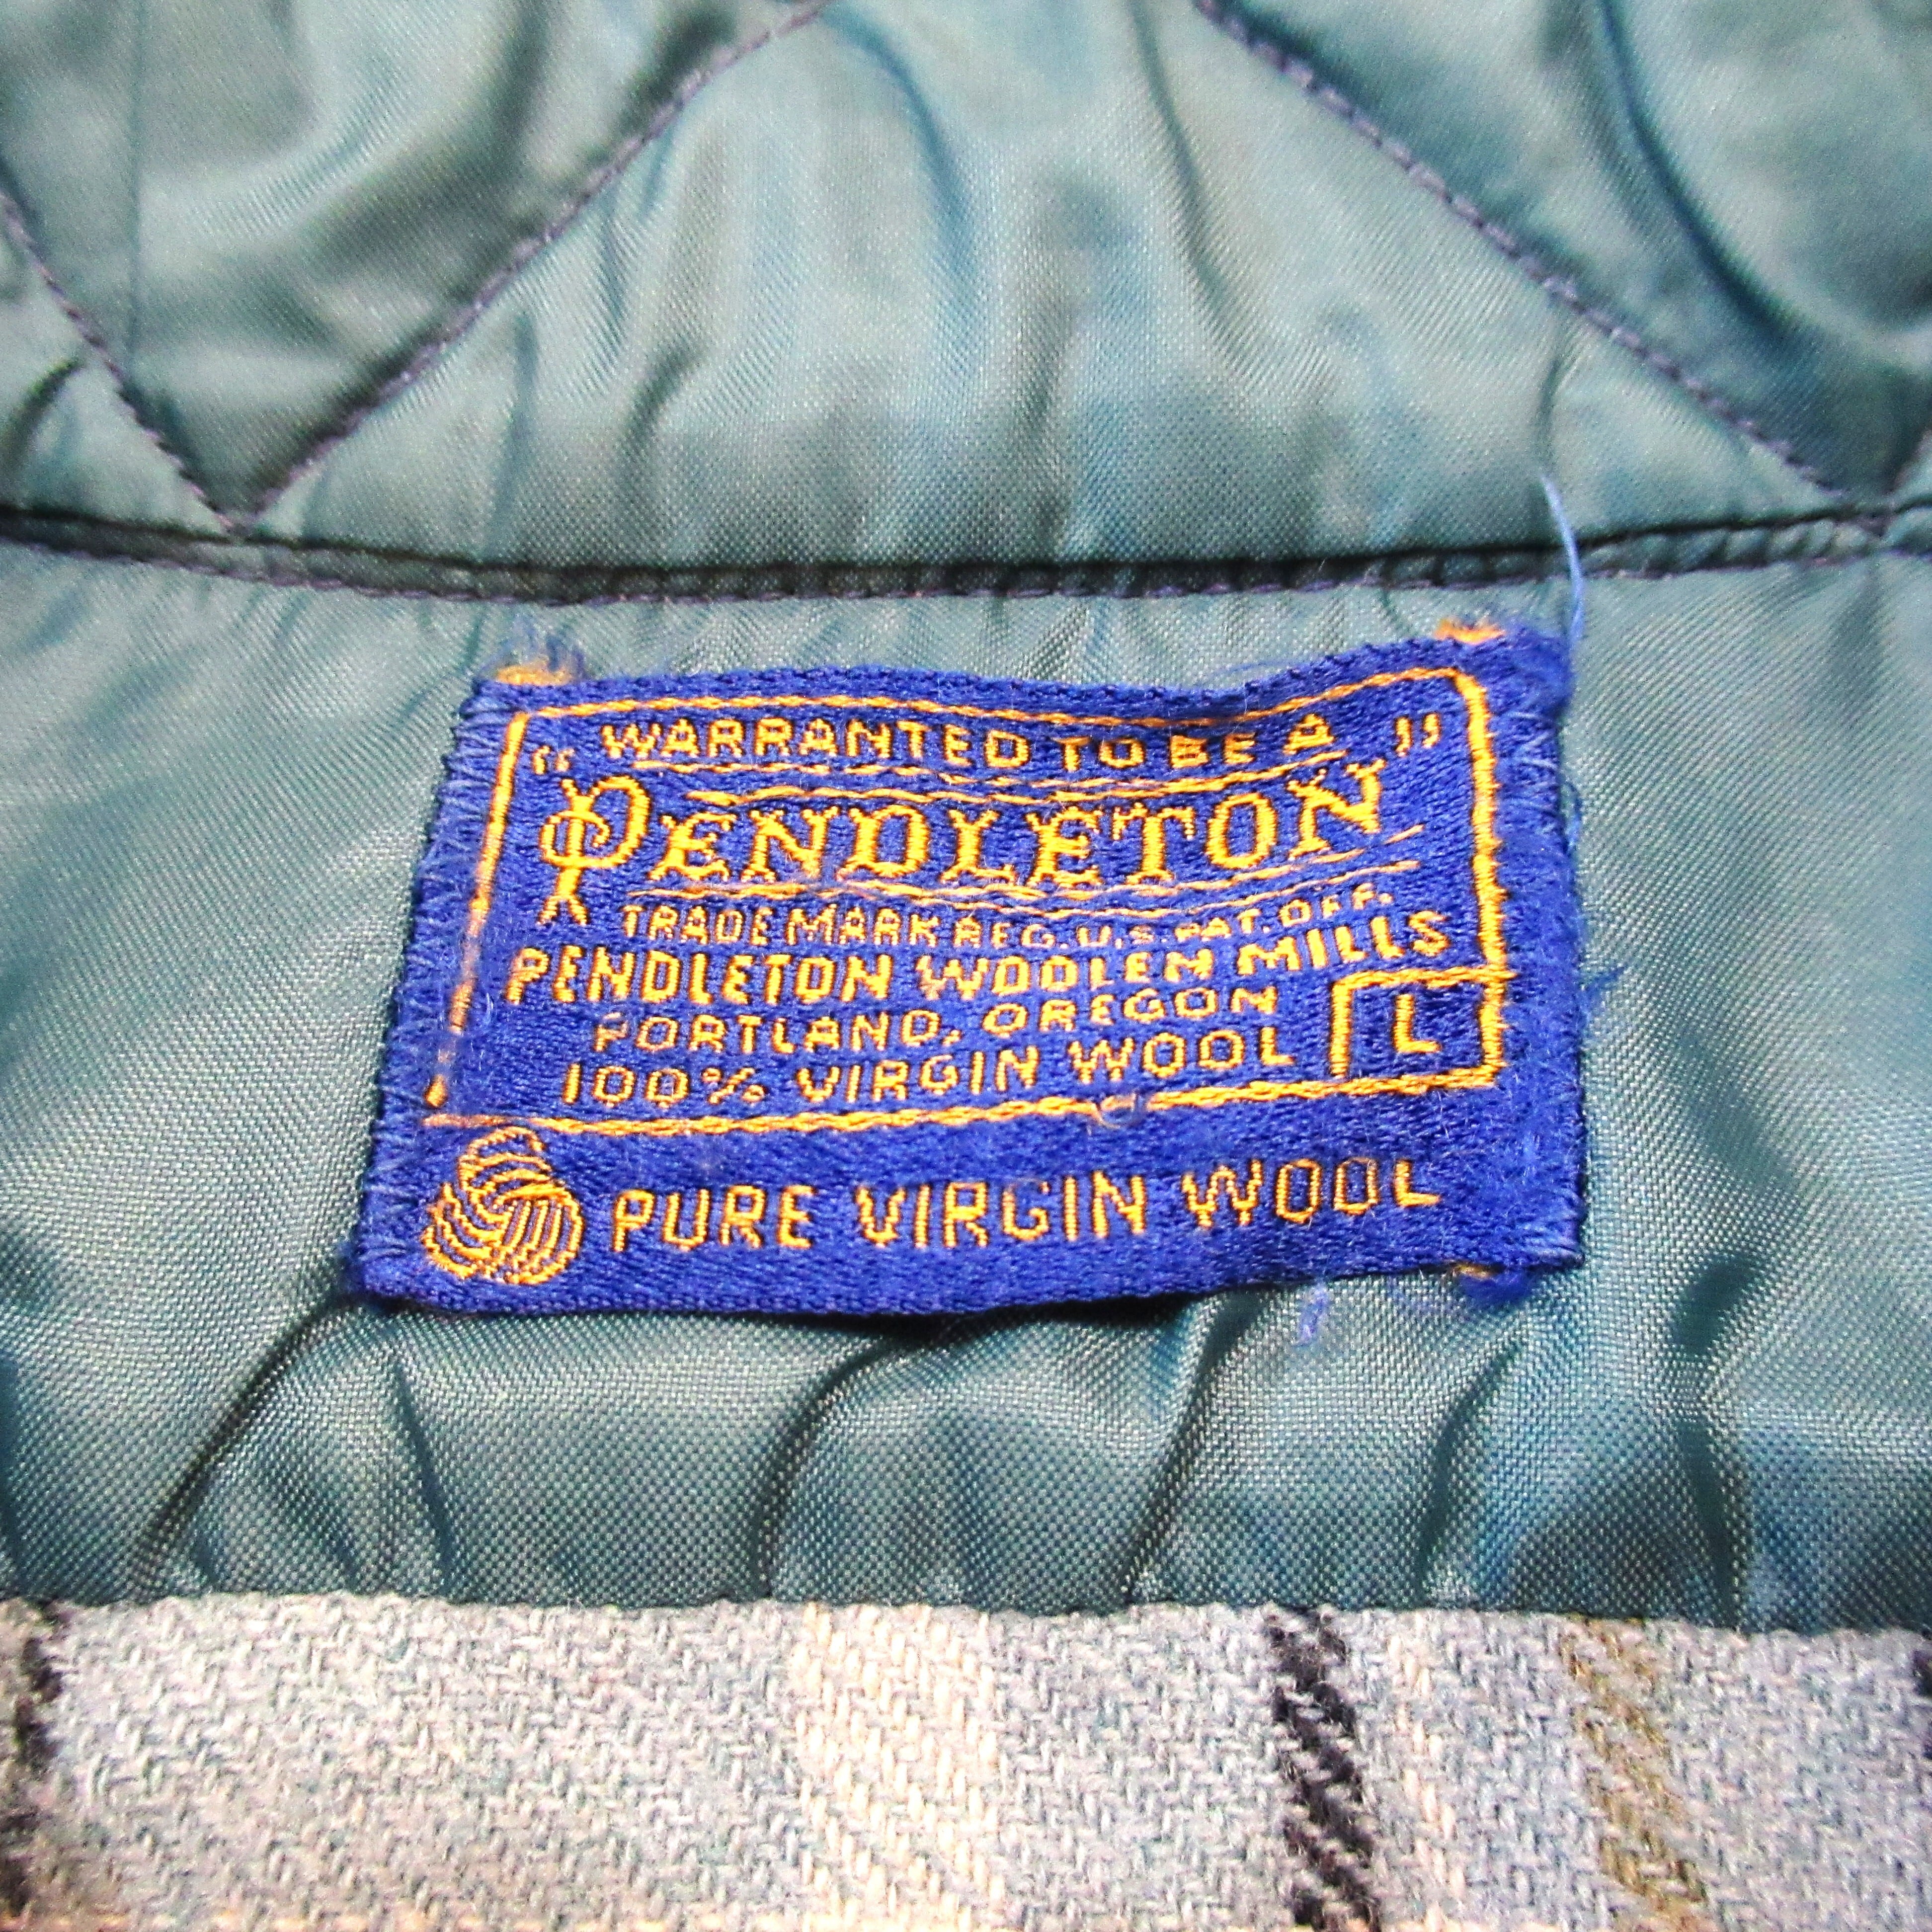 " WARRANTED TO BE A "
PENDLETON
TRADE MARK REG. U.S. PAT. OFF.
PENDLETON WOOLEN MILLS
PORTLAND, OREGON
100% VIRGIN WOOL L
PURE VIRGIN WOOL